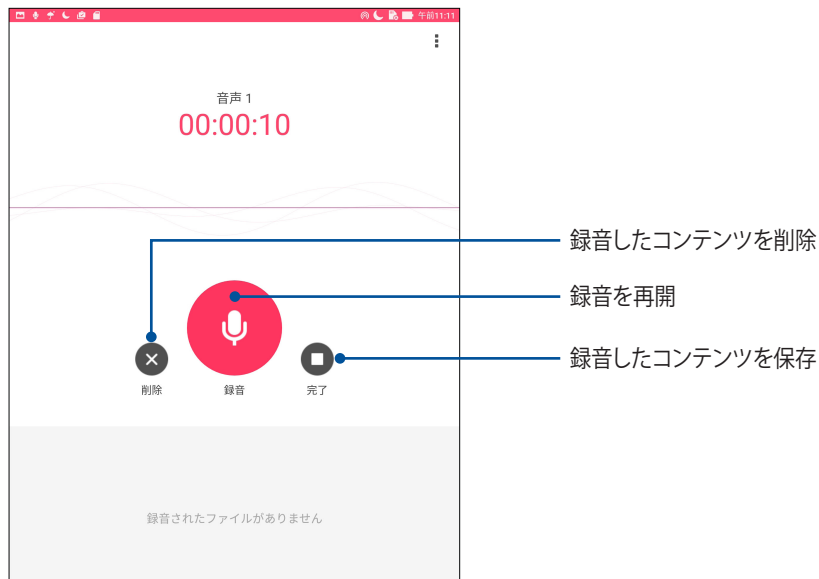 午前11:11
音声 1
00:00:10
録音したコンテンツを削除
録音を再開
録音したコンテンツを保存
削除
録音
完了
録音されたファイルがありません